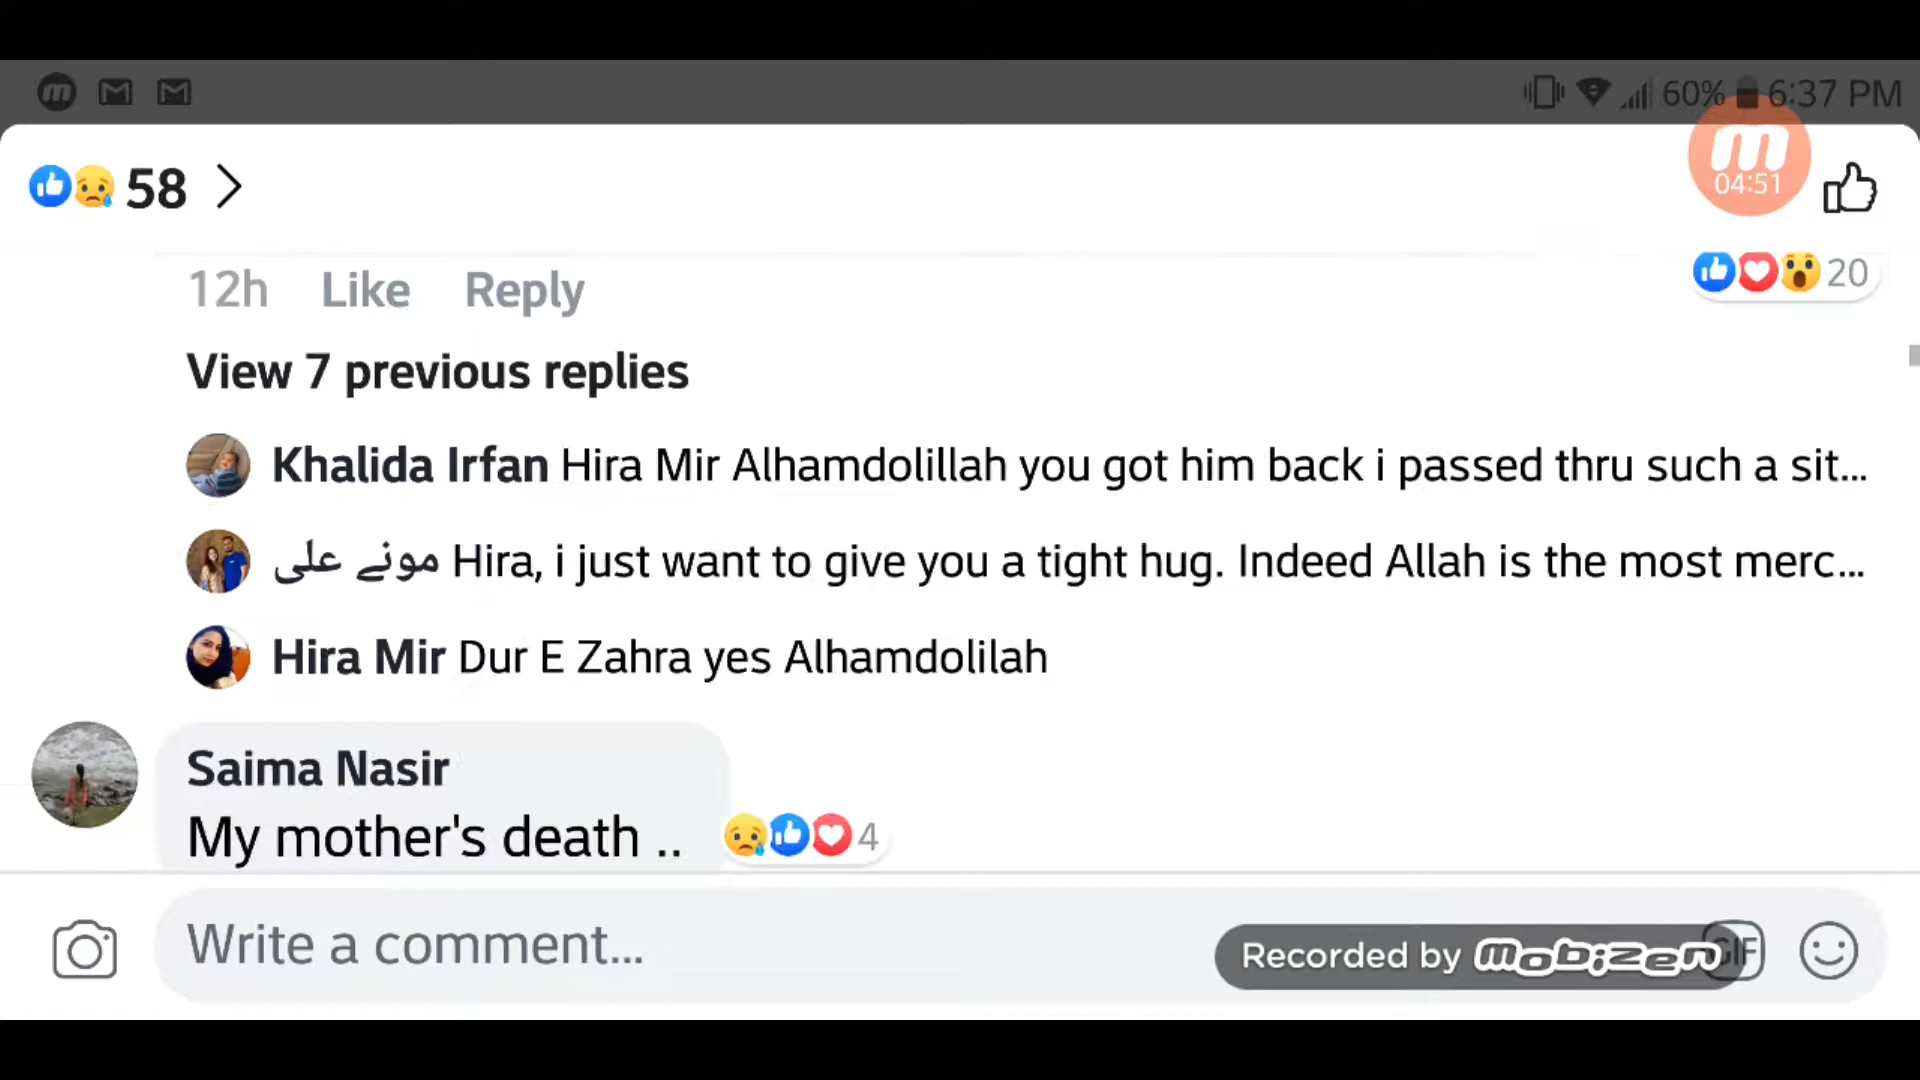 60% 6:37 PM
58
04:51
12h Like Reply
20
View 7 previous replies
Khalida Irfan Hira Mir Alhamdolillah you got him back i passed thru such a sit...
مونے علی Hira, i just want to give you a tight hug. Indeed Allah is the most merc...
Hira Mir Dur E Zahra yes Alhamdolilah
Saima Nasir
My mother's death ..
4
Write a comment...
Recorded by mobizen
GIF